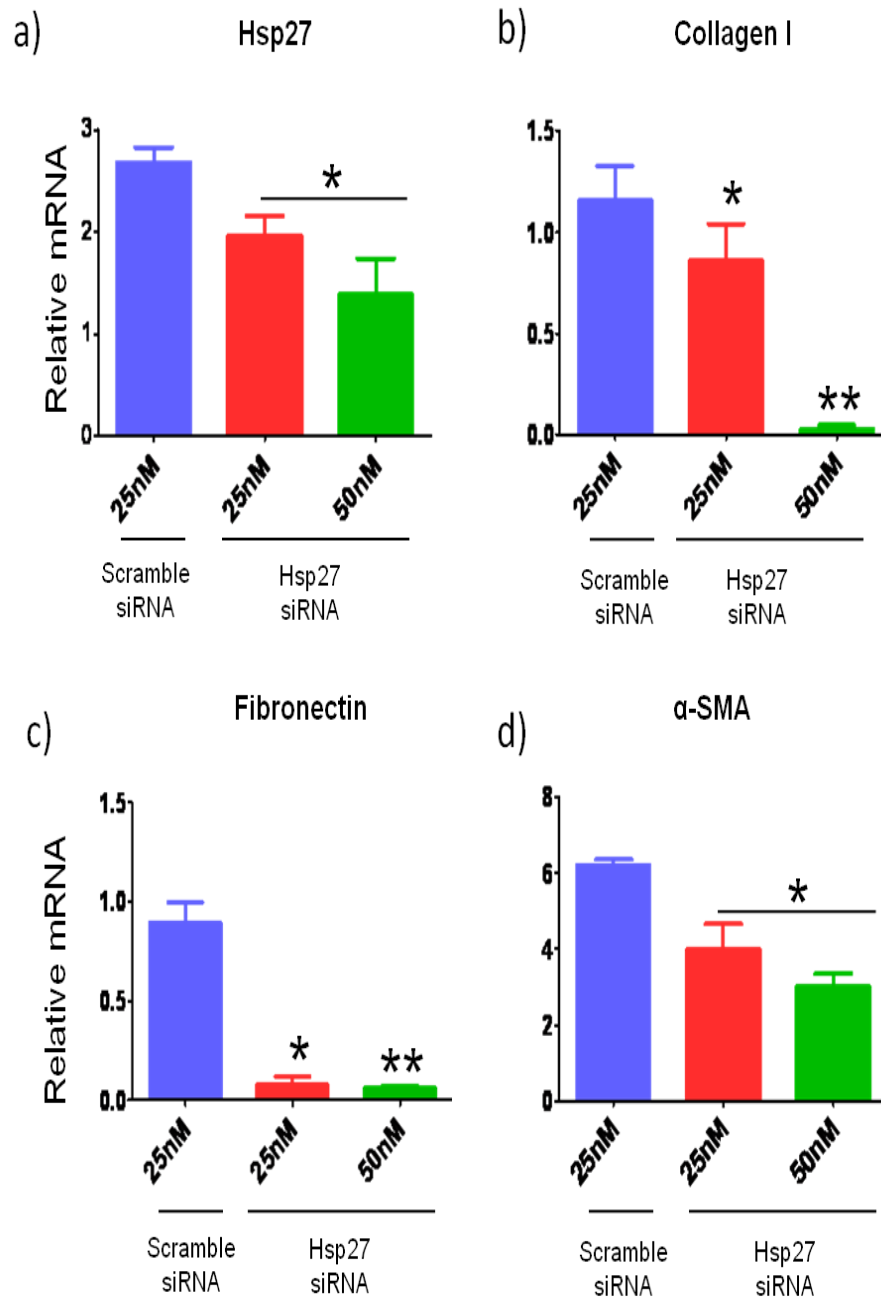 a)
Hsp27
Relative mRNA
3
2
1
0
*
25nM
25nM
50nM
Scramble
siRNA
Hsp27
siRNA
b)
Collagen I
1.5
1.0
0.5
0.0
*
**
25nM
25nM
50nM
Scramble
siRNA
Hsp27
siRNA
c)
Fibronectin
Relative mRNA
1.5
1.0
0.5
0.0
*
**
25nM
25nM
50nM
Scramble
siRNA
Hsp27
siRNA
d)
α-SMA
8
6
4
2
0
*
25nM
25nM
50nM
Scramble
siRNA
Hsp27
siRNA